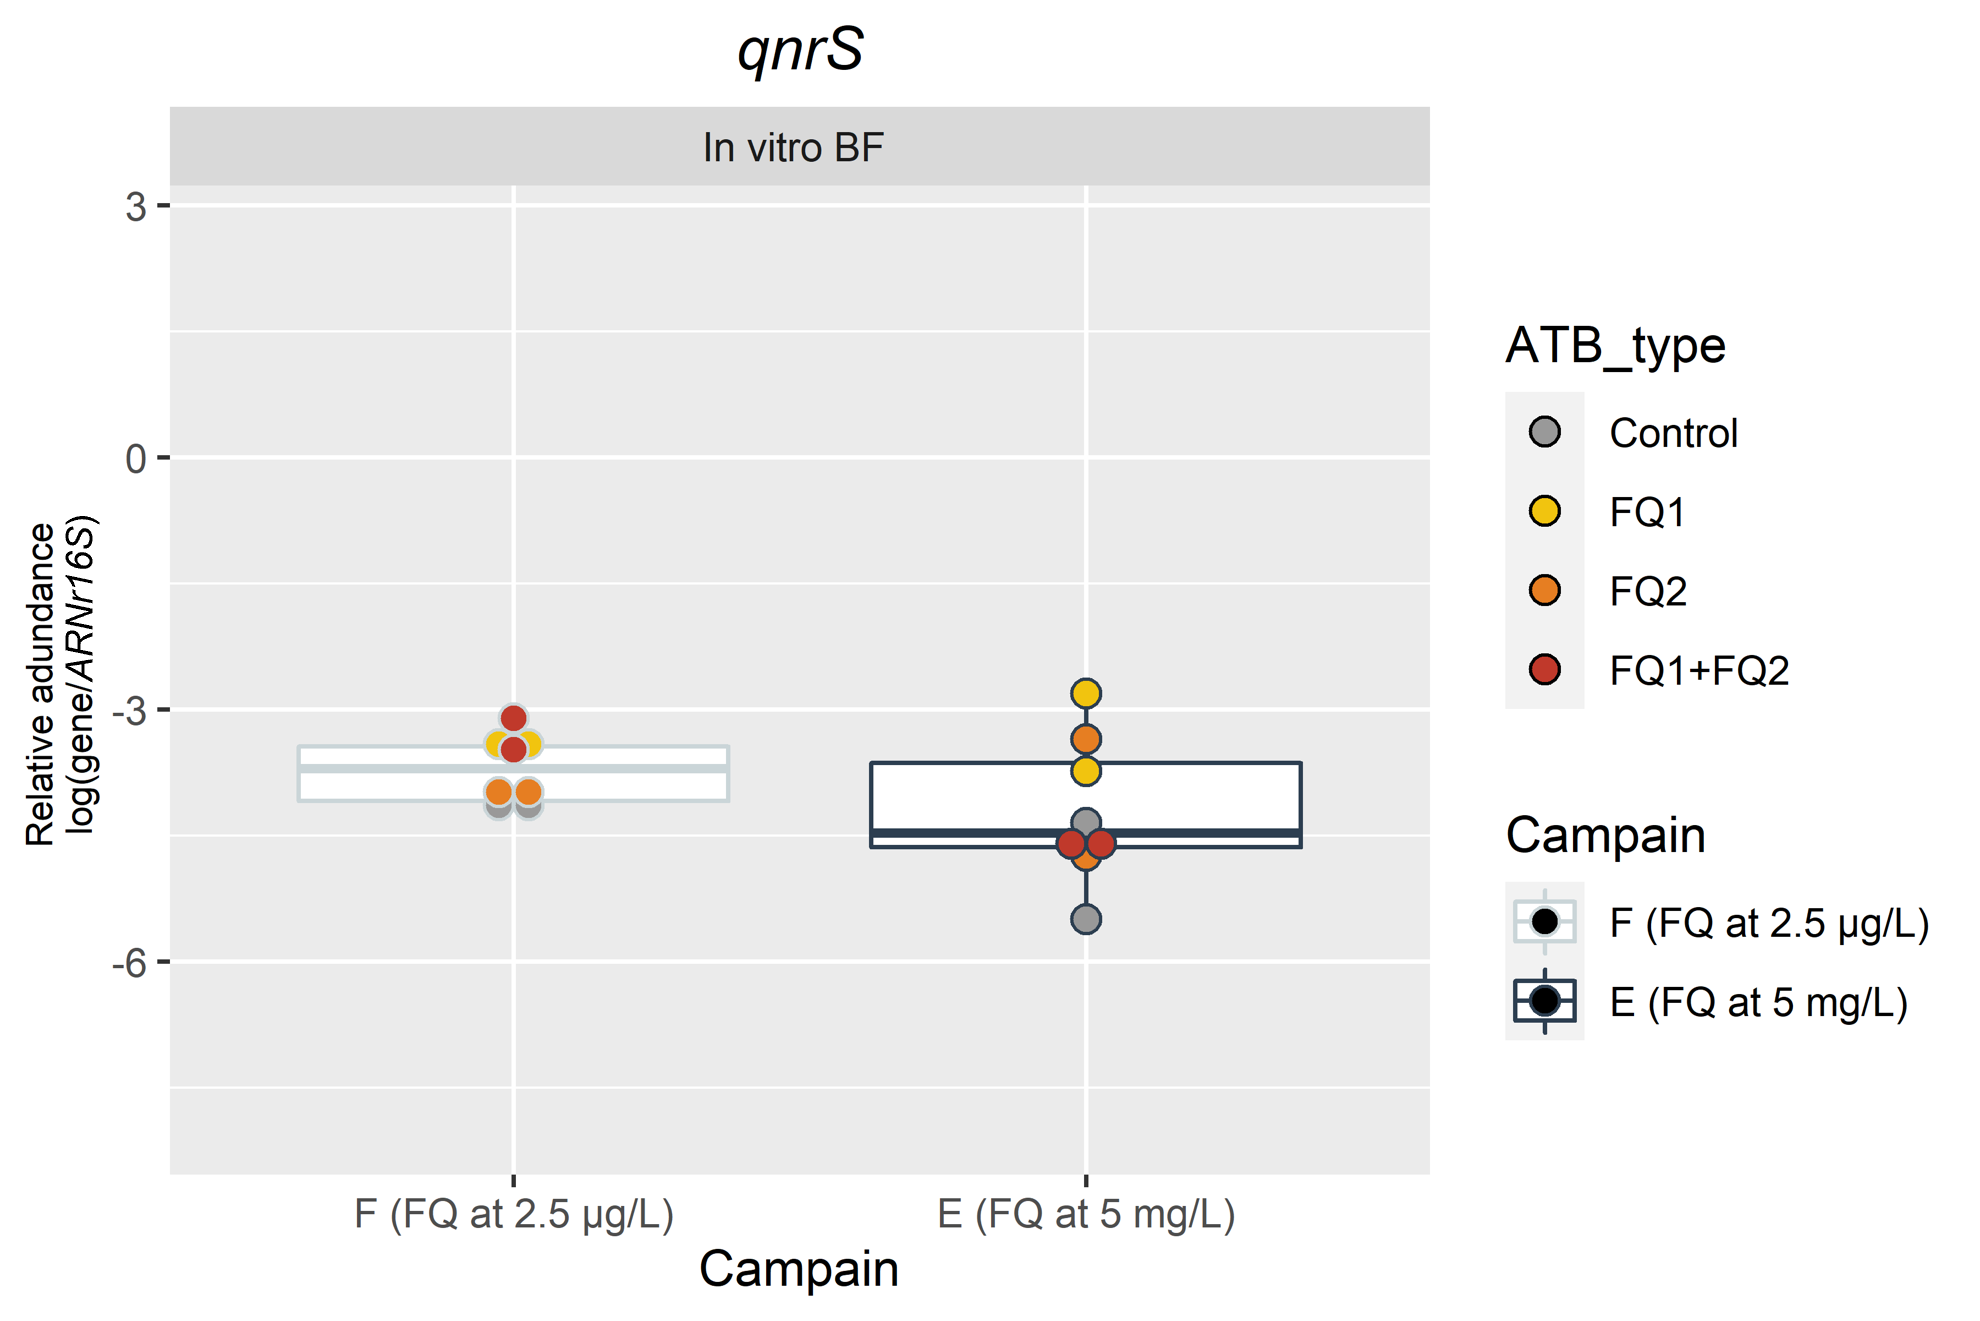 qnrS
In vitro BF
3
0
-3
-6
Relative adundance
log(gene/ARNr16S)
F (FQ at 2.5 µg/L)
E (FQ at 5 mg/L)
Campain
ATB_type
Control
FQ1
FQ2
FQ1+FQ2
Campain
F (FQ at 2.5 µg/L)
E (FQ at 5 mg/L)